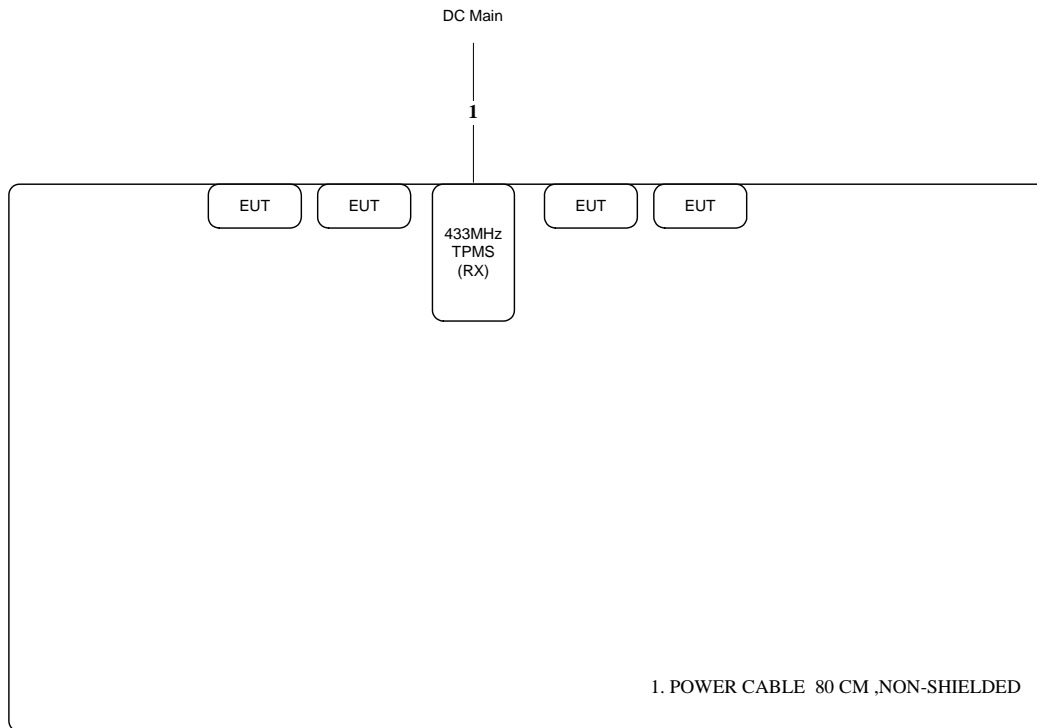 DC Main
1
EUT
EUT
433MHz
TPMS
(RX)
EUT
EUT
1. POWER CABLE  80 CM ,NON-SHIELDED